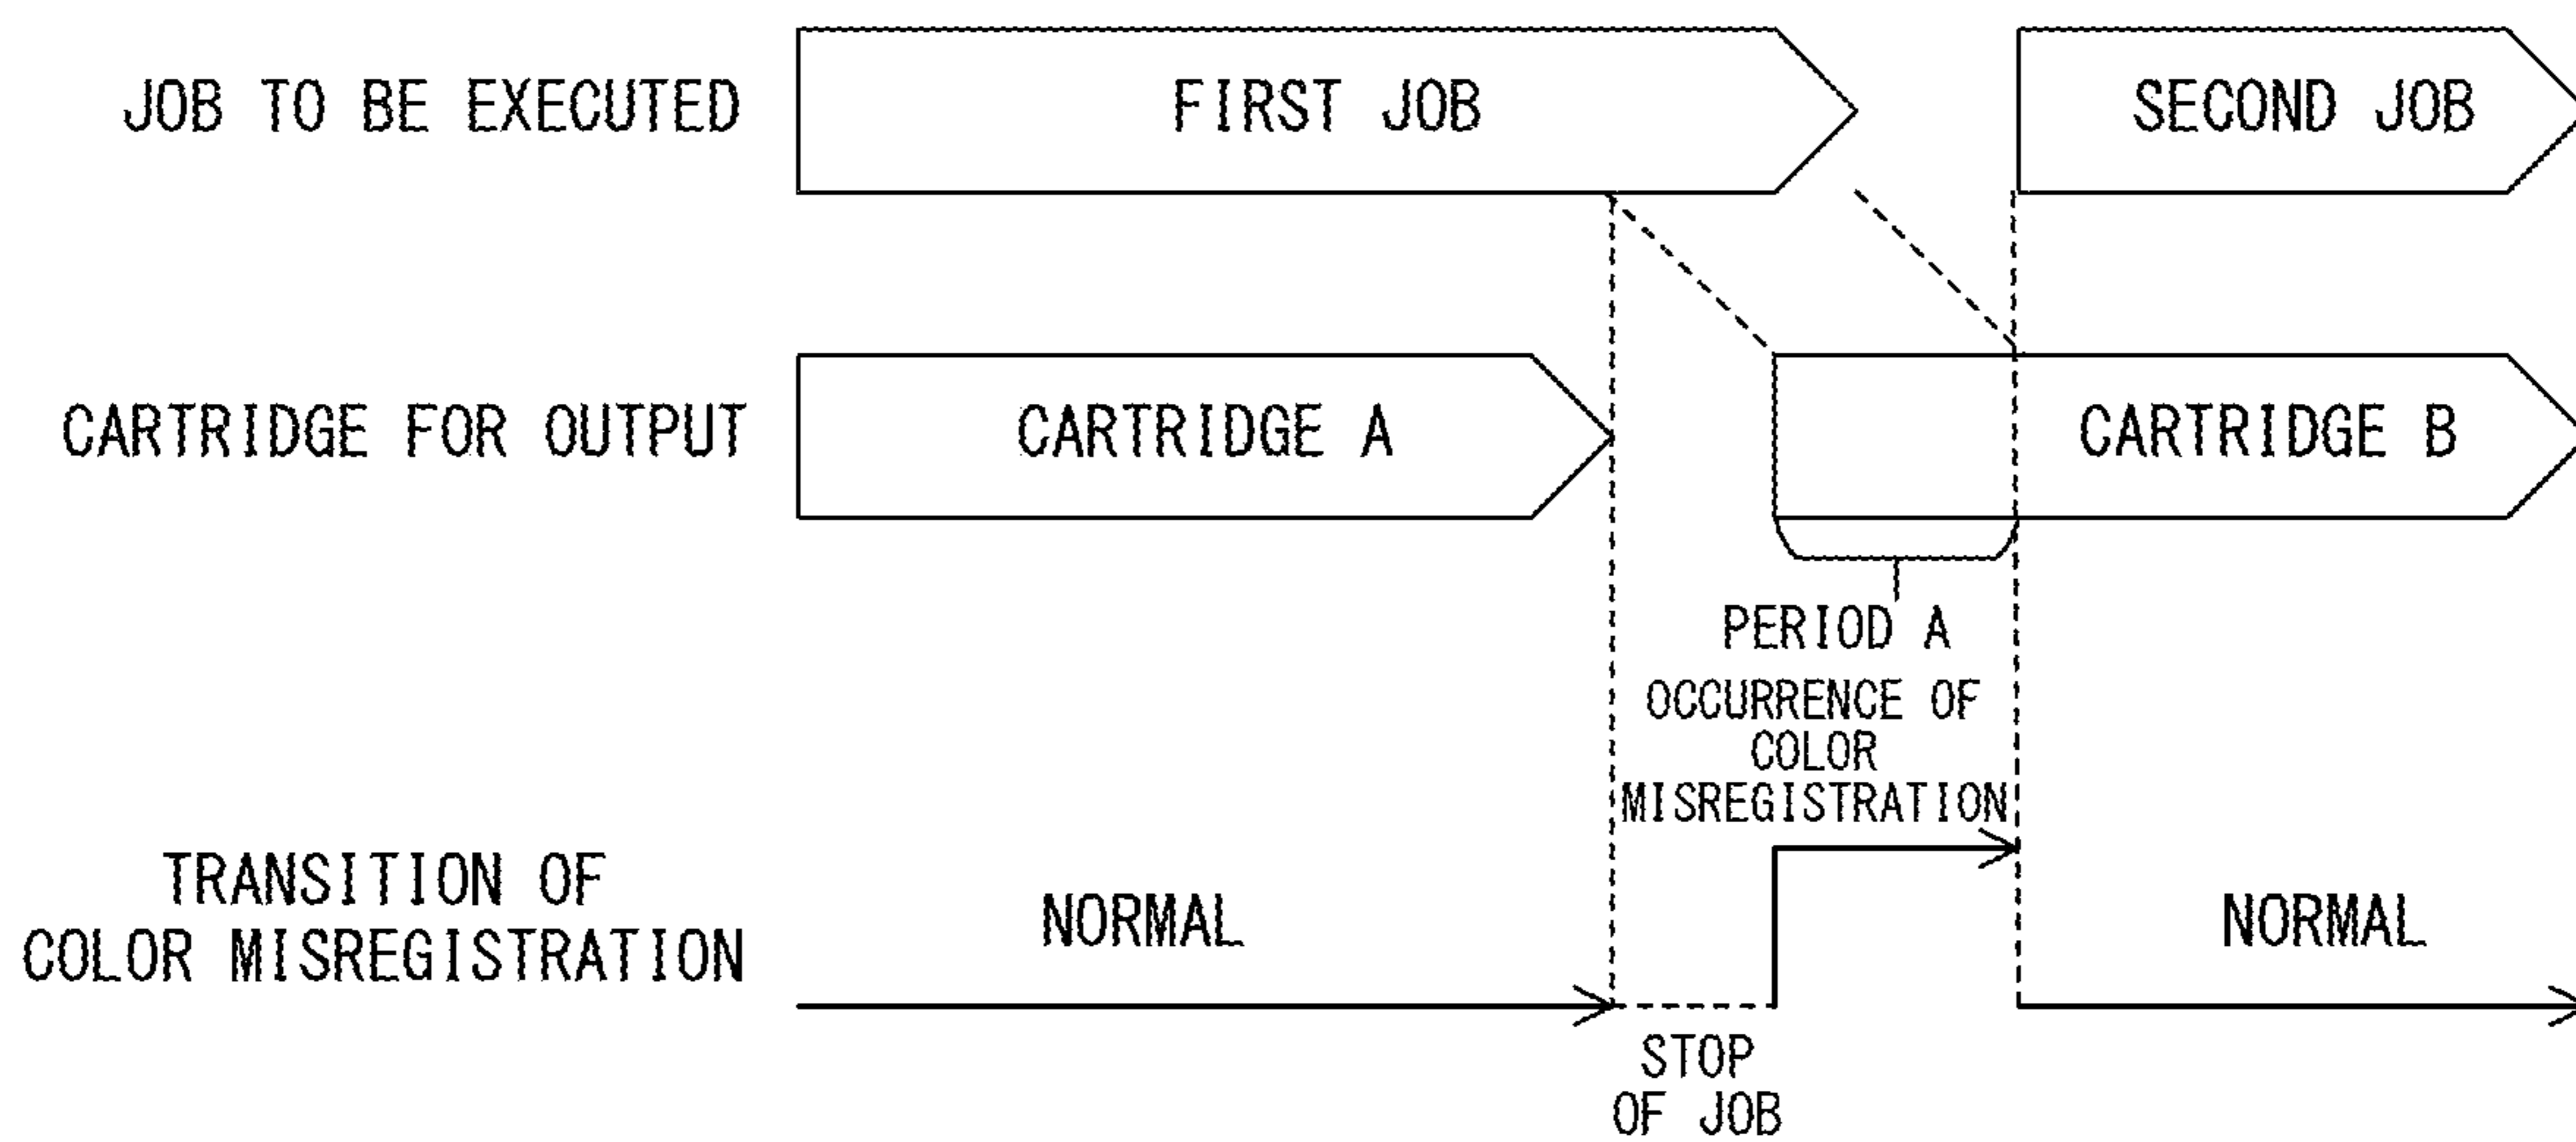 JOB TO BE EXECUTED
FIRST JOB
SECOND JOB
CARTRIDGE FOR OUTPUT
CARTRIDGE A
CARTRIDGE B
PERIOD A
OCCURRENCE OF
COLOR
MISREGISTRATION
TRANSITION OF
COLOR MISREGISTRATION
NORMAL
NORMAL
STOP
OF JOB